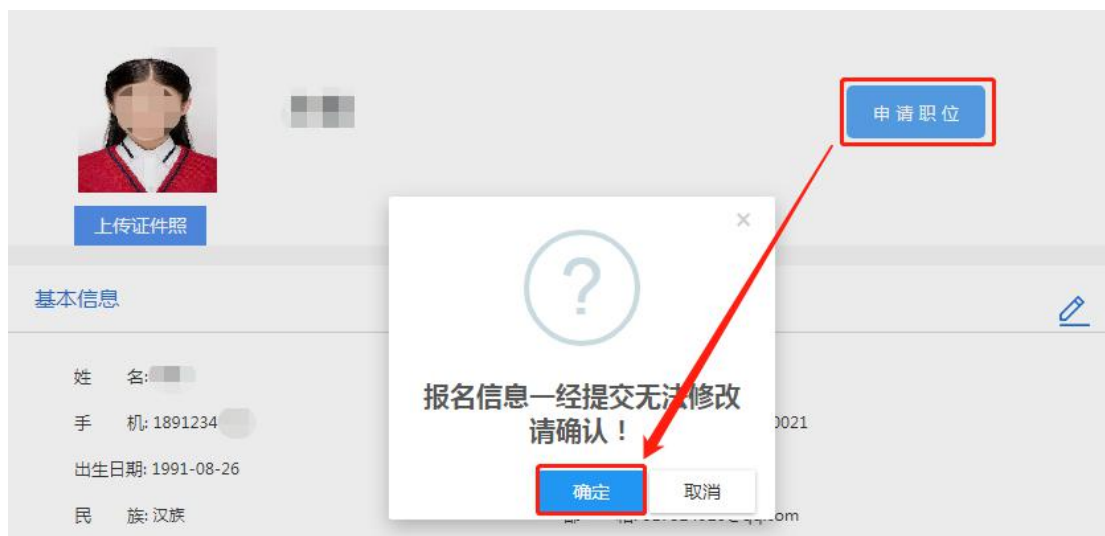 申请职位
上传证件照
×
?
基本信息
报名信息一经提交无法修改
请确认！
姓 名:
手 机: 1891234
0021
出生日期: 1991-08-26
确定
取消
民 族: 汉族
qq.com